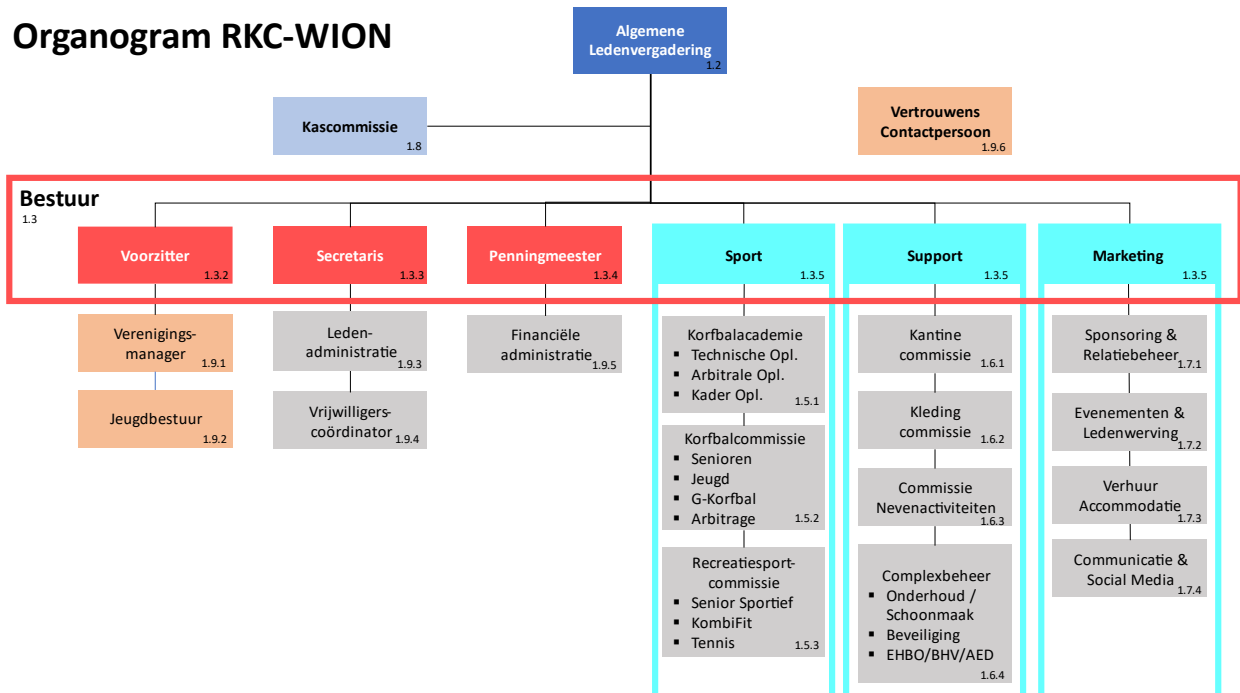 Organogram RKC-WION
Algemene
Ledenvergadering
1.2
Kascommissie
1.8
Vertrouwens
Contactpersoon
1.9.6
Bestuur
1.3
Voorzitter
1.3.2
Secretaris
1.3.3
Penningmeester
1.3.4
Sport
1.3.5
Support
1.3.5
Marketing
1.3.5
Verenigings-
manager
1.9.1
Jeugdbestuur
1.9.2
Leden-
administratie
1.9.3
Vrijwilligers-
coördinator
1.9.4
Financiële
administratie
1.9.5
Korfbalacademie
▪ Technische Opl.
▪ Arbitrale Opl.
▪ Kader Opl.
1.5.1
Korfbalcommissie
▪ Senioren
▪ Jeugd
▪ G-Korfbal
▪ Arbitrage
1.5.2
Recreatiesport-
commissie
▪ Senior Sportief
▪ KombiFit
▪ Tennis
1.5.3
Kantine
commissie
1.6.1
Kleding
commissie
1.6.2
Commissie
Nevenactiviteiten
1.6.3
Complexbeheer
▪ Onderhoud /
Schoonmaak
▪ Beveiliging
▪ EHBO/BHV/AED
1.6.4
Sponsoring &
Relatiebeheer
1.7.1
Evenementen &
Ledenwerving
1.7.2
Verhuur
Accommodatie
1.7.3
Communicatie &
Social Media
1.7.4